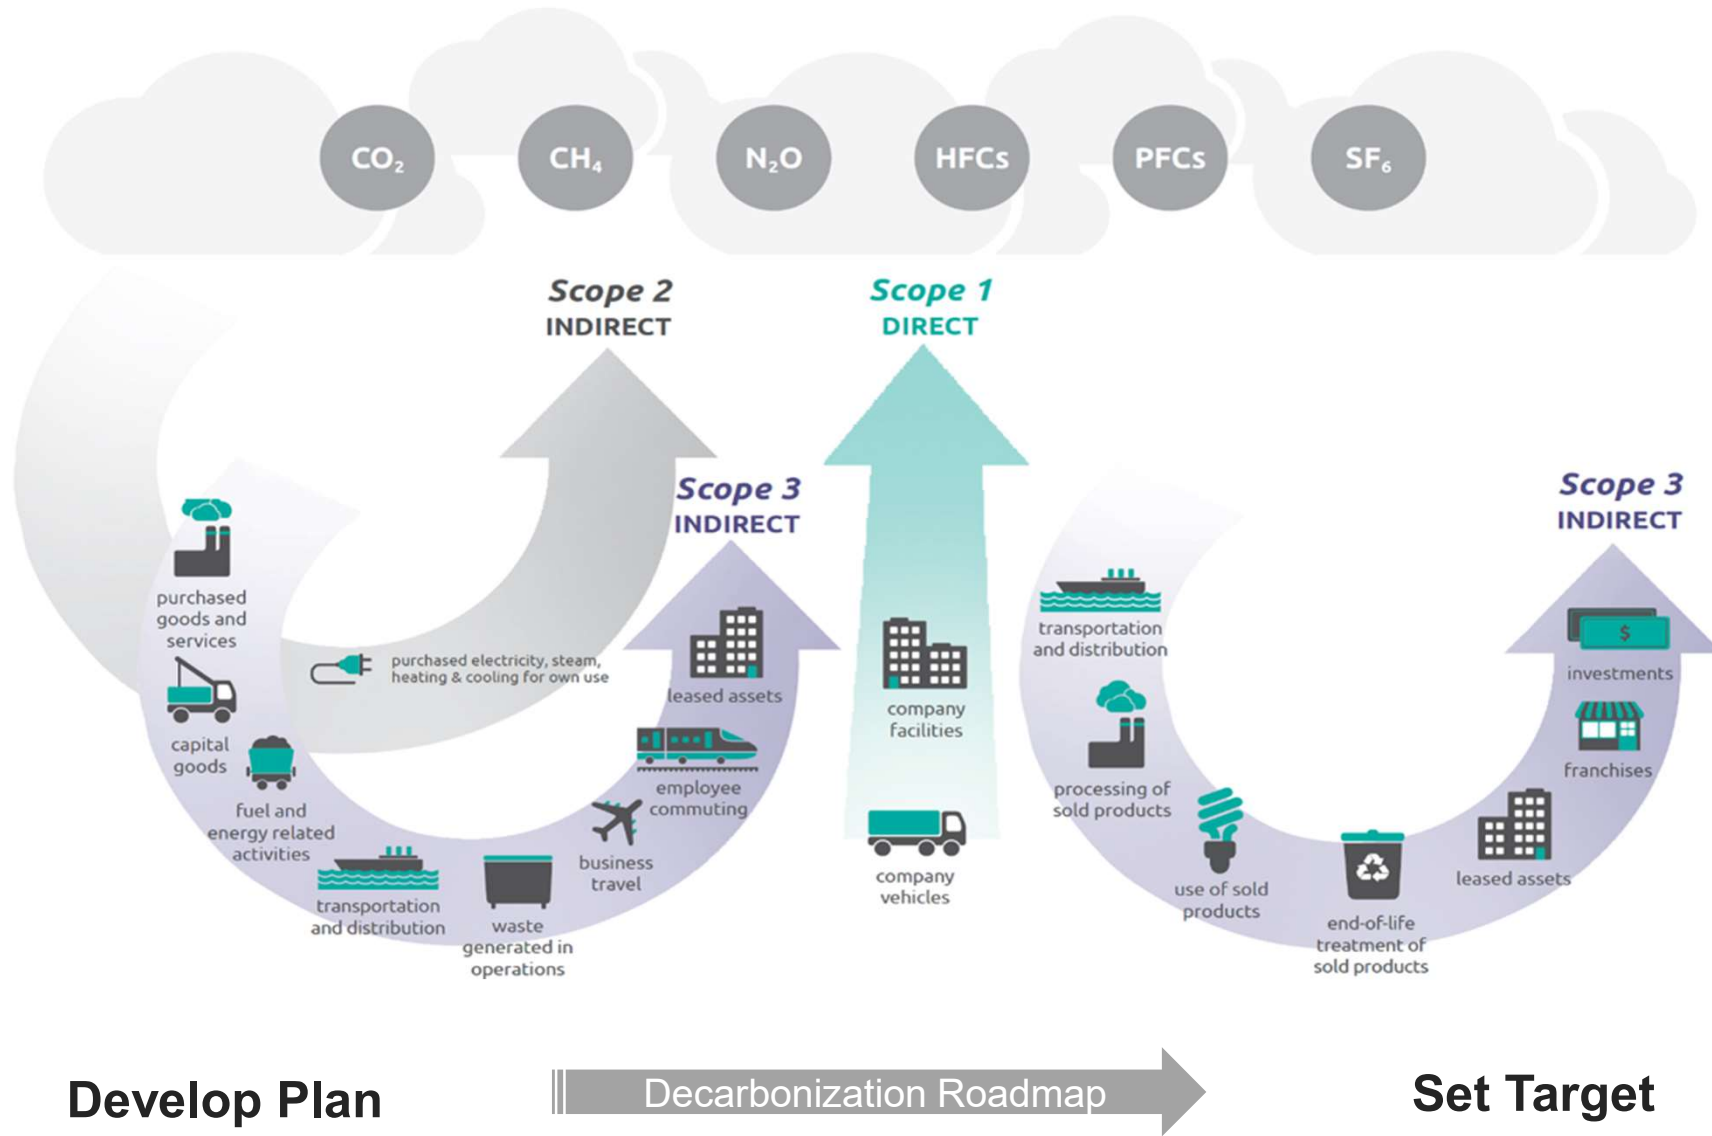 CO₂
CH₄
N₂O
HFCs
PFCs
SF₆
Scope 2
INDIRECT
Scope 1
DIRECT
Scope 3
INDIRECT
Scope 3
INDIRECT
purchased
goods and
services
capital
goods
fuel and
energy related
activities
transportation
and distribution
waste
generated in
operations
business
travel
employee
commuting
leased assets
purchased electricity, steam,
heating & cooling for own use
company
facilities
company
vehicles
transportation
and distribution
processing of
sold products
use of sold
products
end-of-life
treatment of
sold products
leased assets
franchises
$
investments
Develop Plan
Decarbonization Roadmap
Set Target